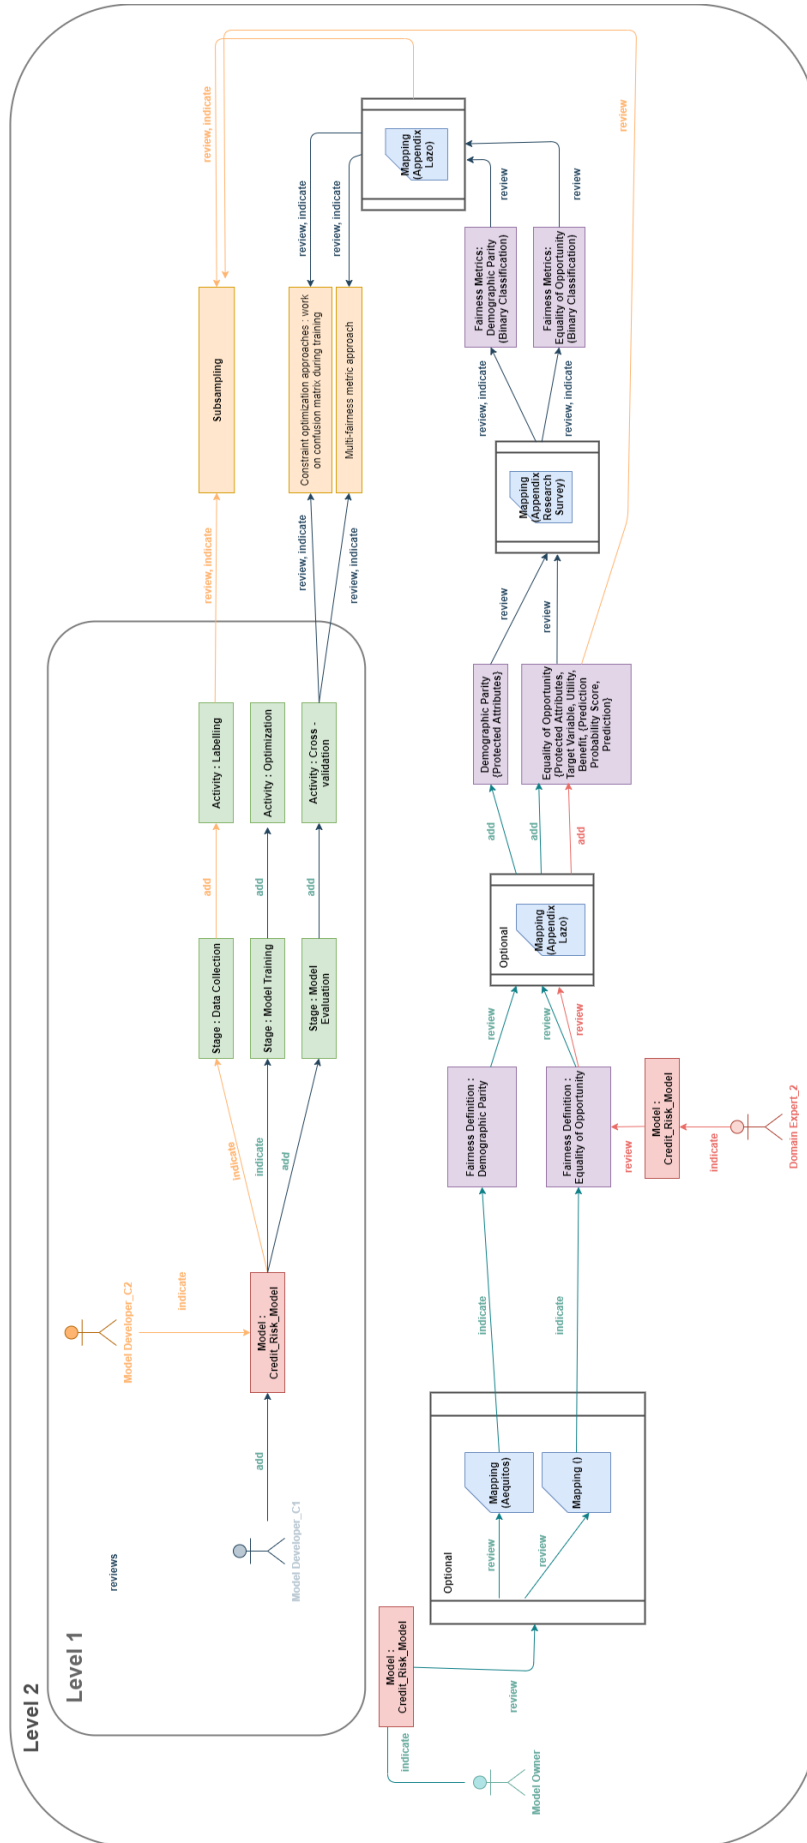 Level 2
Level 1
reviews
Model Developer_C2
indicate
Model Developer_C1
add
Model :
Credit_Risk_Model
indicate
indicate
add
Stage : Data Collection
Stage : Model Training
Stage : Model
Evaluation
add
add
add
Activity : Labelling
Activity : Optimization
Activity : Cross -
validation
review, indicate
review, indicate
review, indicate
Subsampling
Constraint optimization approaches : work
on confusion matrix during training
Multi-fairness metric approach
review, indicate
review, indicate
review, indicate
Mapping
(Appendix
Lazo)
review
Model Owner
indicate
Model :
Credit_Risk_Model
review
Optional
review
review
Mapping
(Aequitos)
Mapping ()
indicate
indicate
Fairness Definition :
Demographic Parity
Fairness Definition :
Equality of Opportunity
Domain Expert_2
indicate
Model :
Credit_Risk_Model
review
review
review
review
Optional
Mapping
(Appendix
Lazo)
add
add
add
Demographic Parity
{Protected Attributes}
Equality of Opportunity
{Protected Attributes,
Target Variable, Utility,
Benefit, {Prediction
Probability Score,
Prediction}
review
review
Mapping
(Appendix
Research
Survey)
review, indicate
review, indicate
Fairness Metrics:
Demographic Parity
(Binary Classification)
Fairness Metrics:
Equality of Opportunity
(Binary Classification)
review
review